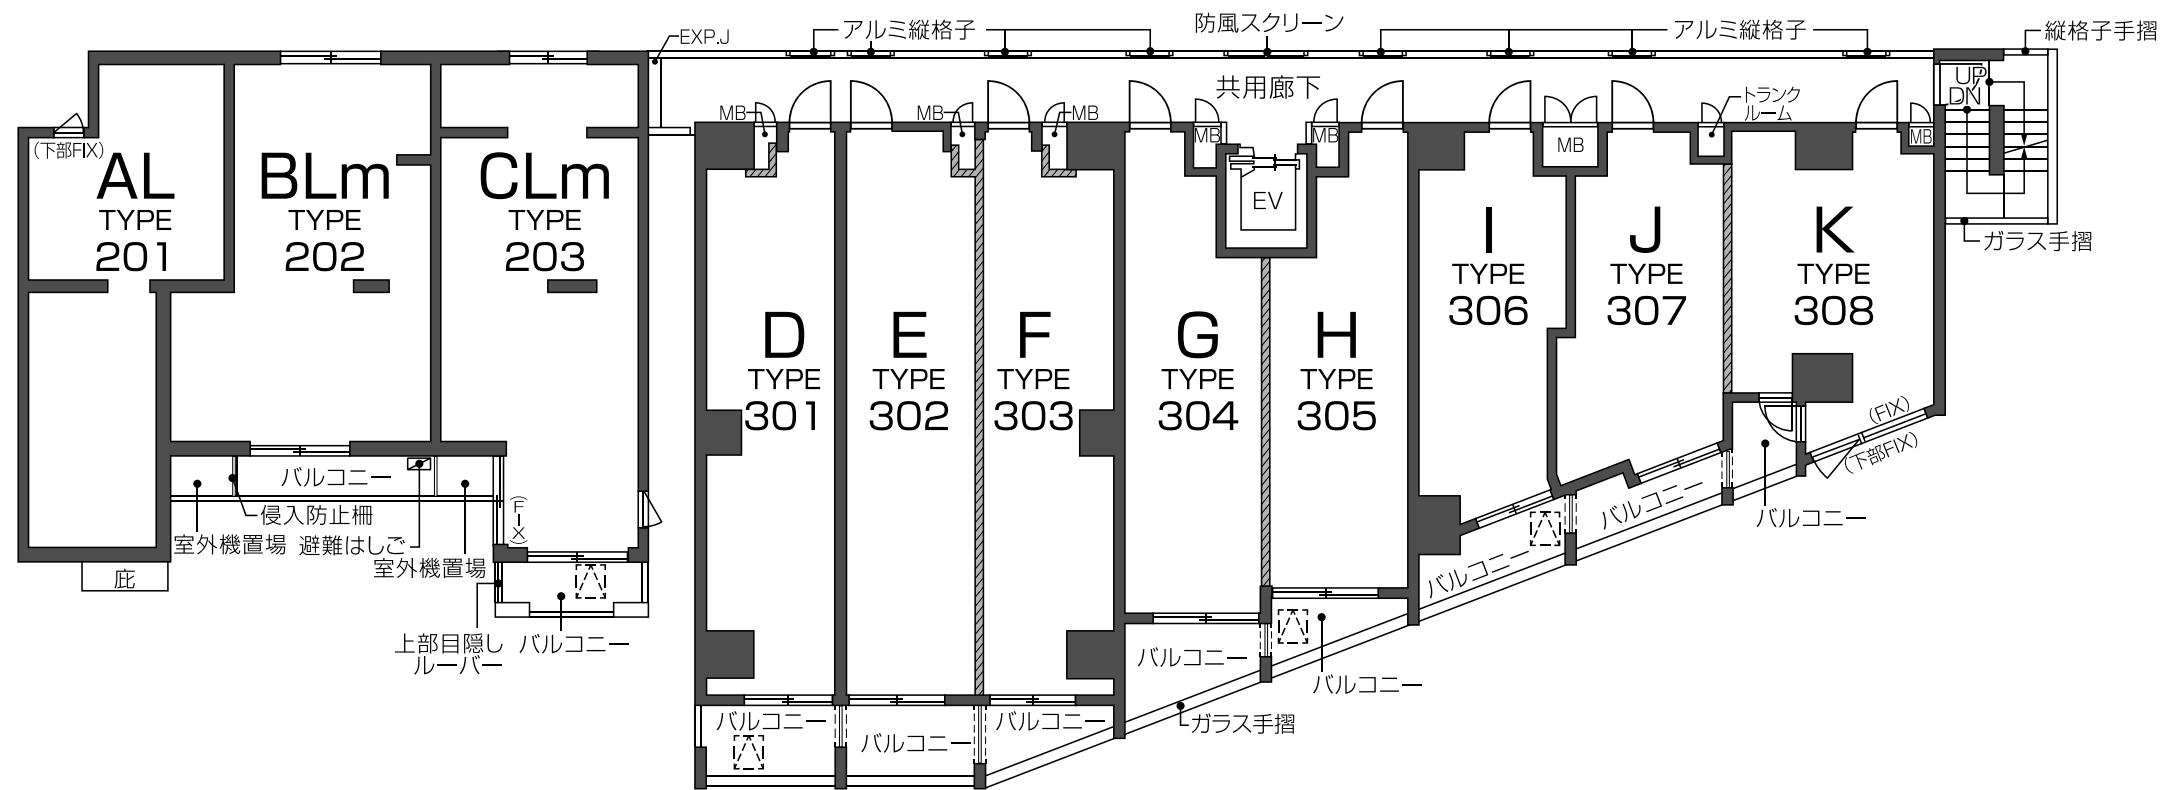 EXP.J
アルミ縦格子
防風スクリーン
アルミ縦格子
縦格子手摺
共用廊下
UP
DN
MB
MB
MB
MB
MB
MB
トランク
ルーム
MB
(下部FIX)
AL
TYPE
201
BLm
TYPE
202
CLm
TYPE
203
EV
I
TYPE
306
J
TYPE
307
K
TYPE
308
ガラス手摺
D
TYPE
301
E
TYPE
302
F
TYPE
303
G
TYPE
304
H
TYPE
305
(FIX)
(下部FIX)
バルコニー
侵入防止柵
室外機置場
避難はしご
室外機置場
(FIX)
庇
上部目隠し
ルーバー
バルコニー
バルコニー
バルコニー
バルコニー
バルコニー
バルコニー
ガラス手摺
バルコニー
バルコニー
バルコニー